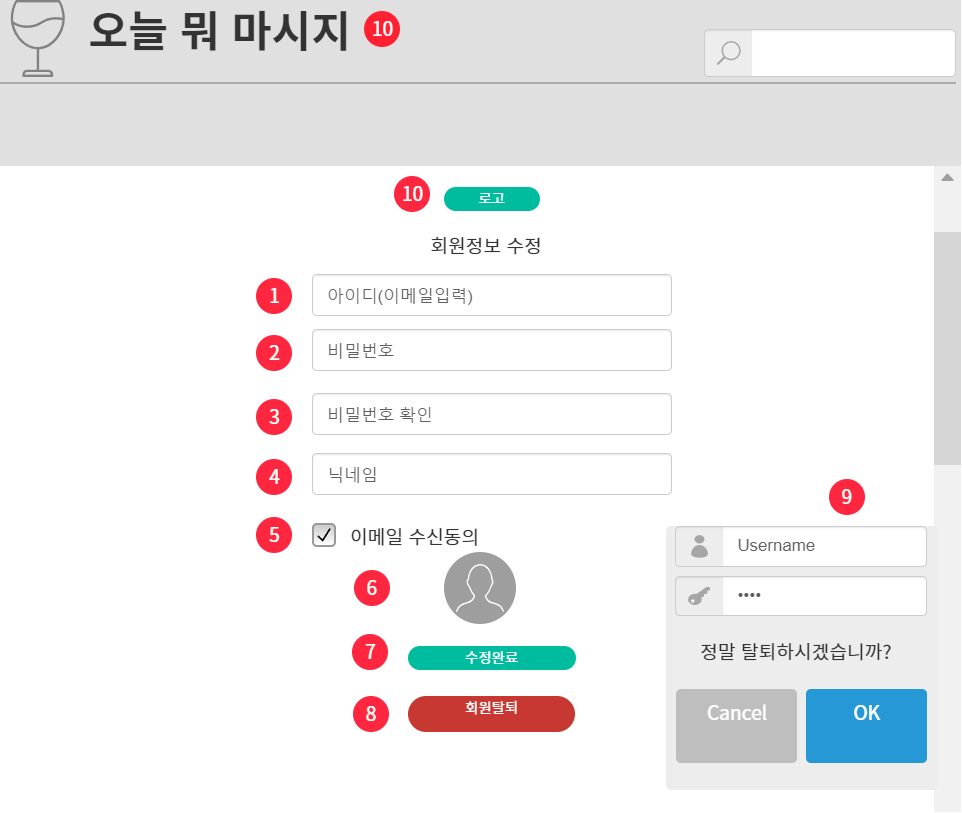 오늘 뭐 마시지 10
10 로고
회원정보 수정
1 아이디(이메일입력)
2 비밀번호
3 비밀번호 확인
4 닉네임
5 이메일 수신동의
6
7 수정완료
8 회원탈퇴
9
Username
••••
정말 탈퇴하시겠습니까?
Cancel OK